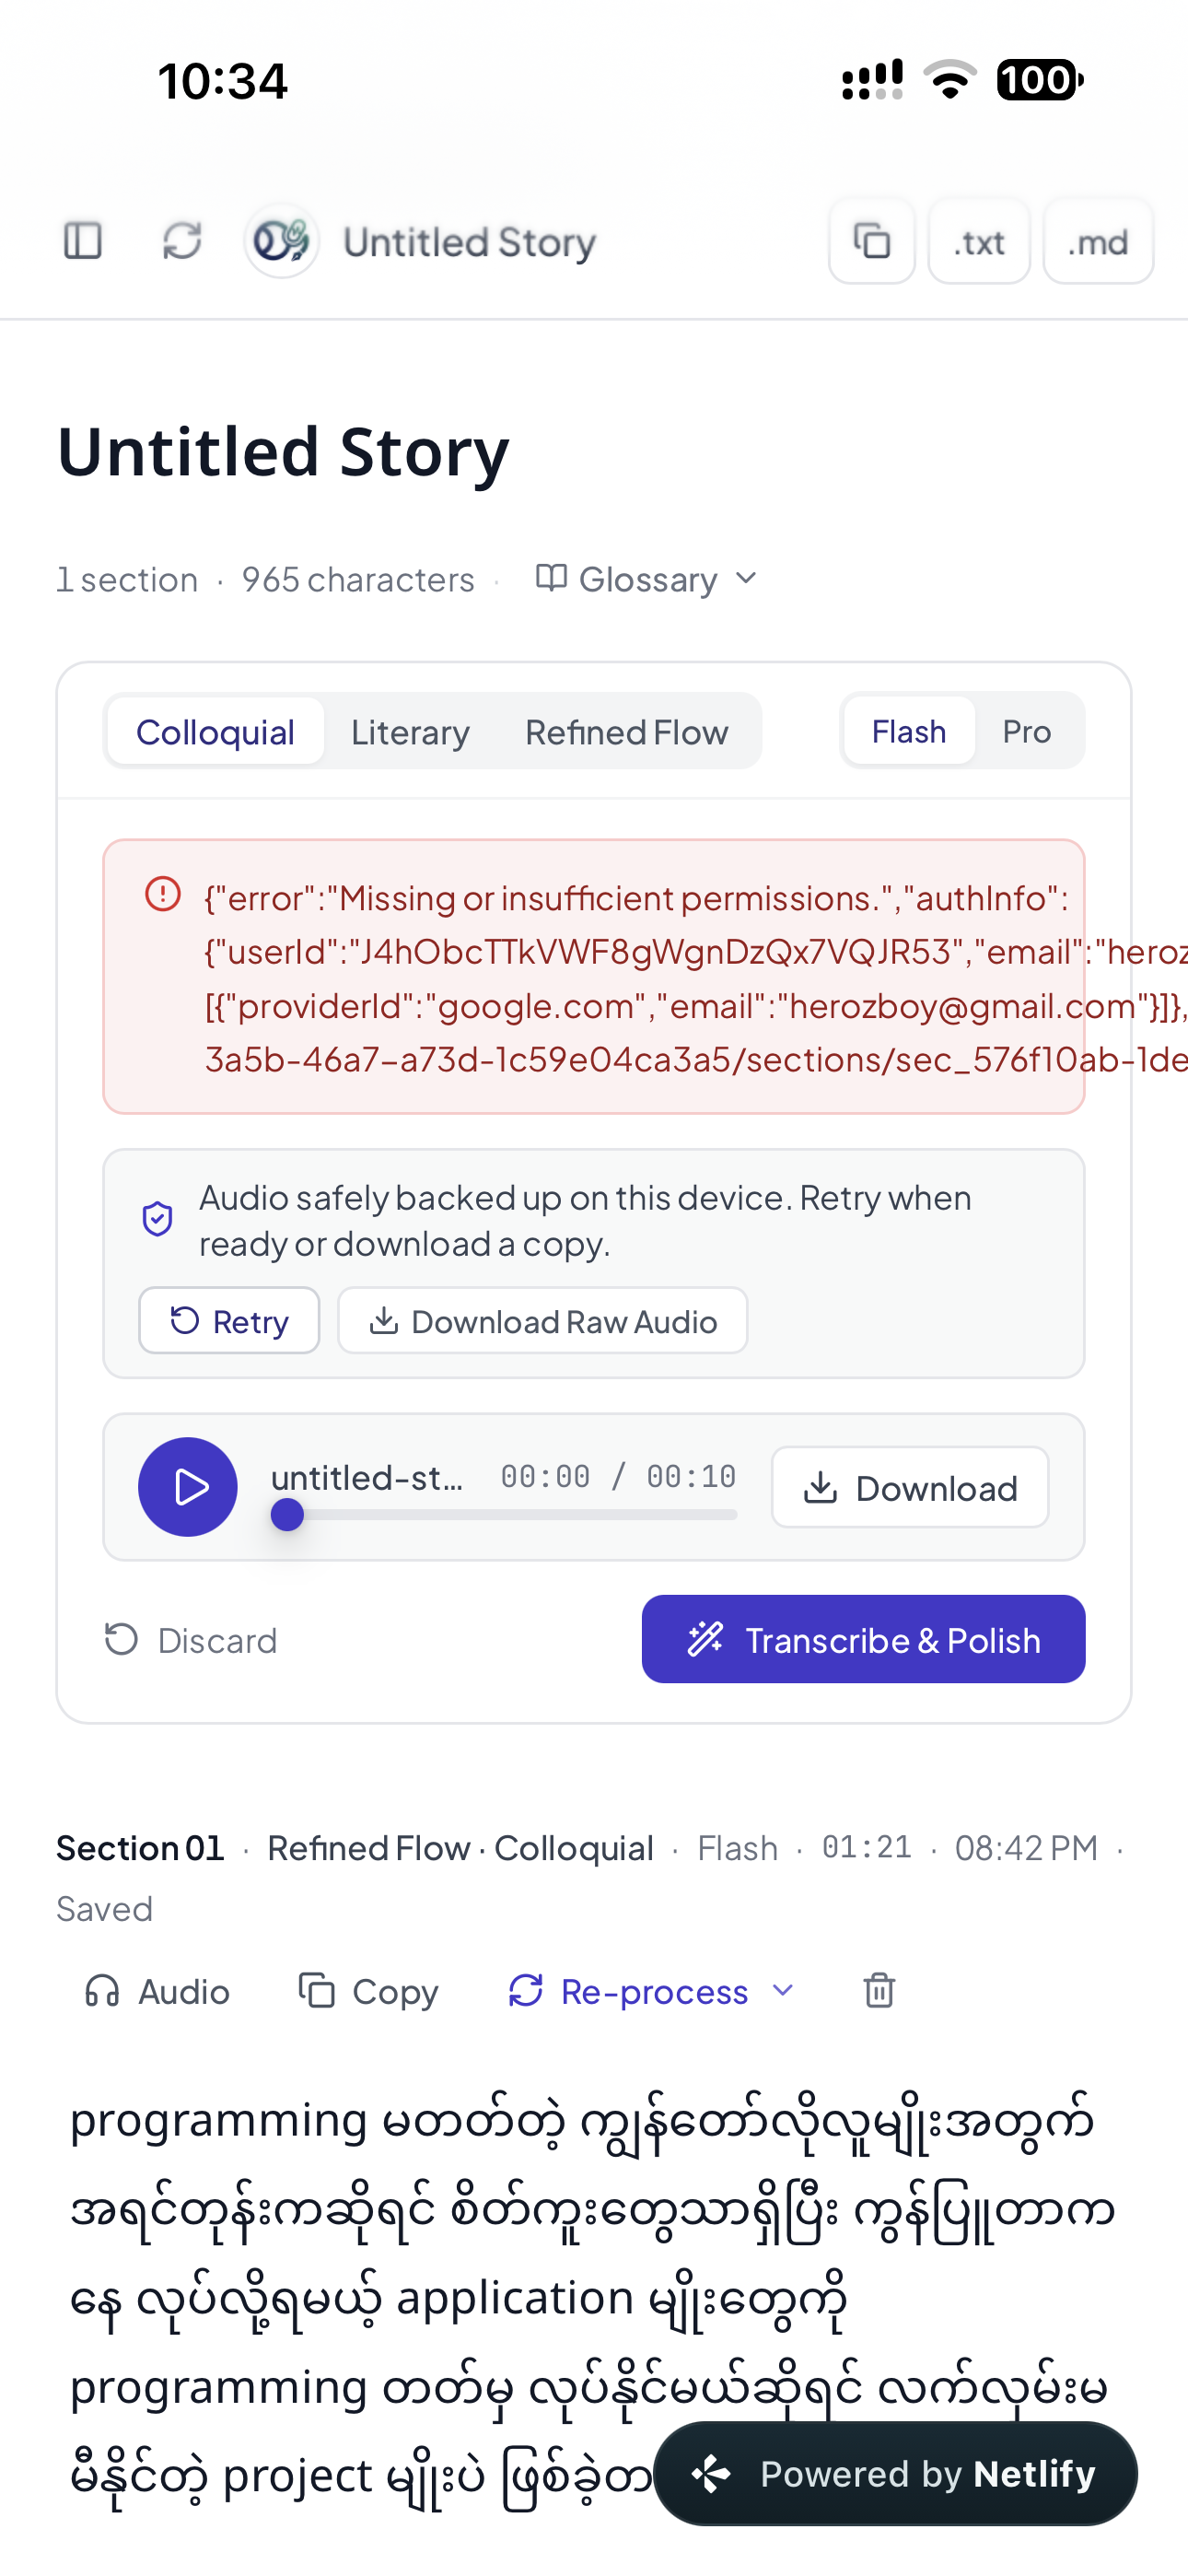 10:34
100
Untitled Story
.txt
.md
Untitled Story
1 section · 965 characters · Glossary
Colloquial Literary Refined Flow Flash Pro
{"error":"Missing or insufficient permissions.","authInfo":
{"userId":"J4hObcTTkVWF8gWgnDzQx7VQJR53","email":"heroz
[{"providerId":"google.com","email":"herozboy@gmail.com"}]},
3a5b-46a7-a73d-1c59e04ca3a5/sections/sec_576f10ab-1de
Audio safely backed up on this device. Retry when
ready or download a copy.
Retry Download Raw Audio
untitled-st... 00:00 / 00:10
Download
Discard Transcribe & Polish
Section 01 · Refined Flow · Colloquial · Flash · 01:21 · 08:42 PM ·
Saved
Audio Copy Re-process
programming မတတ်တဲ့ ကျွန်တော်လိုလူမျိုးအတွက်
အရင်တုန်းကဆိုရင် စိတ်ကူးတွေသာရှိပြီး ကွန်ပြူတာက
နေ လုပ်လို့ရမယ့် application မျိုးတွေကို
programming တတ်မှ လုပ်နိုင်မယ်ဆိုရင် လက်လှမ်းမ
မီနိုင်တဲ့ project မျိုးပဲ ဖြစ်ခဲ့တ
Powered by Netlify